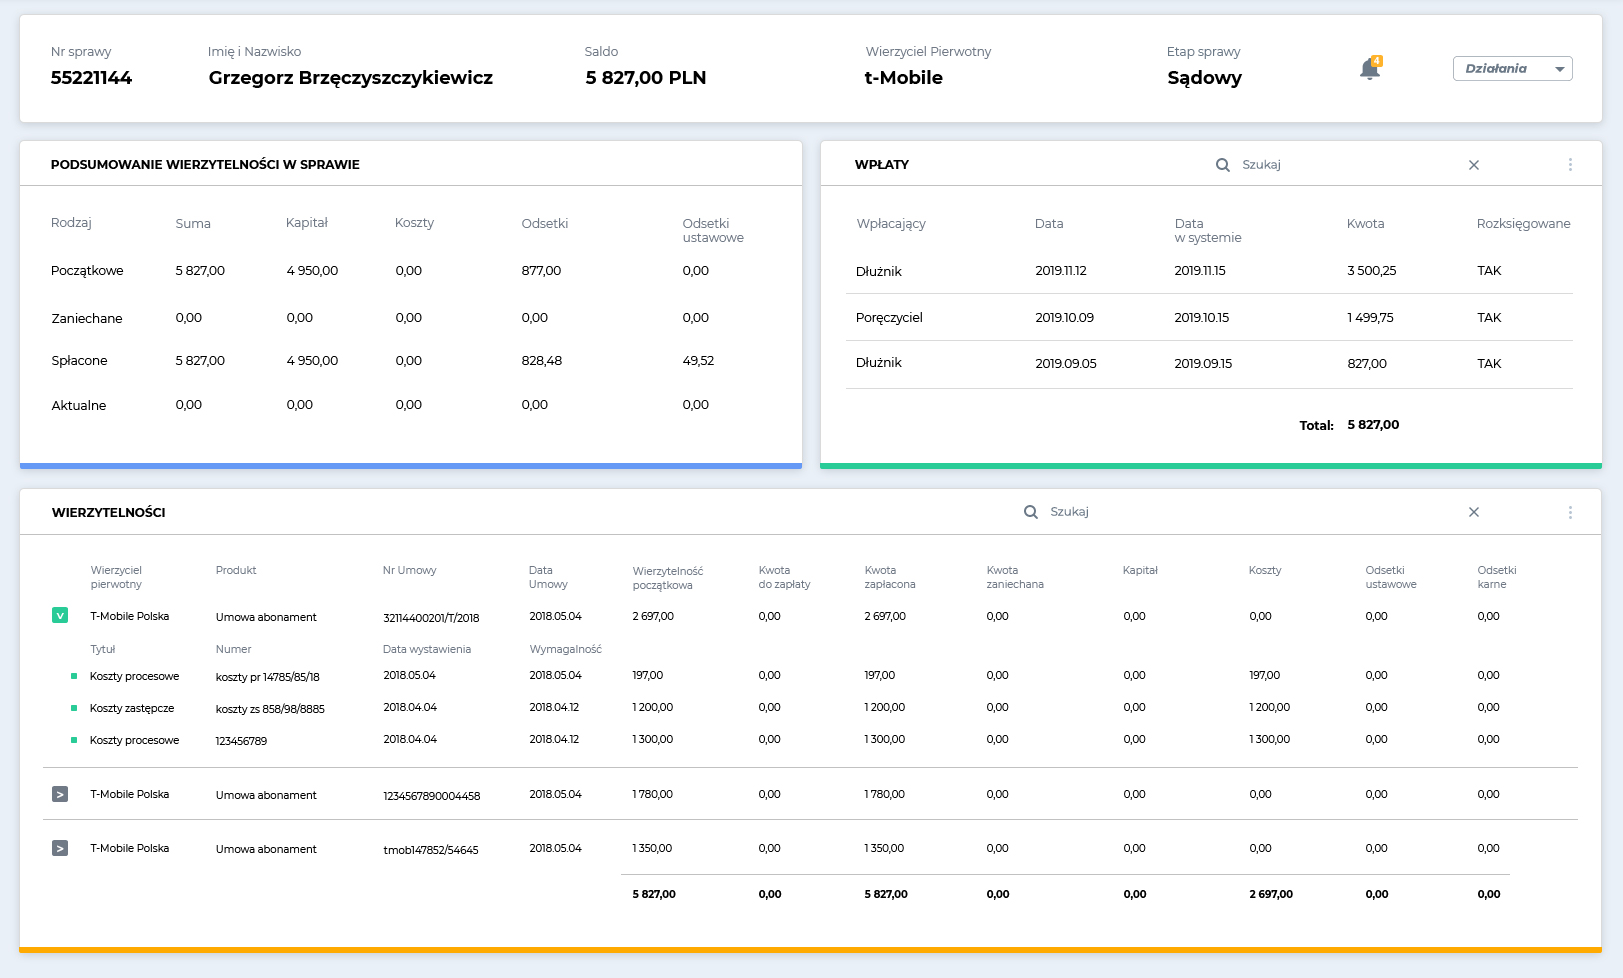 Nr sprawy Imię i Nazwisko Saldo Wierzyciel Pierwotny Etap sprawy
55221144 Grzegorz Brzęczyszczykiewicz 5 827,00 PLN t-Mobile Sądowy 4 Działania
PODSUMOWANIE WIERZYTELNOŚCI W SPRAWIE
Rodzaj Suma Kapitał Koszty Odsetki Odsetki
ustawowe
Początkowe 5 827,00 4 950,00 0,00 877,00 0,00
Zaniechane 0,00 0,00 0,00 0,00 0,00
Spłacone 5 827,00 4 950,00 0,00 828,48 49,52
Aktualne 0,00 0,00 0,00 0,00 0,00
WPŁATY Szukaj
Wpłacający Data Data Kwota Rozksięgowane
w systemie
Dłużnik 2019.11.12 2019.11.15 3 500,25 TAK
Poręczyciel 2019.10.09 2019.10.15 1 499,75 TAK
Dłużnik 2019.09.05 2019.09.15 827,00 TAK
Total: 5 827,00
WIERZYTELNOŚCI Szukaj
Wierzyciel Produkt Nr Umowy Data Wierzytelność Kwota Kwota Kwota Kapitał Koszty Odsetki Odsetki
pierwotny Umowy początkowa do zapłaty zapłacona zaniechana ustawowe karne
v T-Mobile Polska Umowa abonament 32114400201/T/2018 2018.05.04 2 697,00 0,00 2 697,00 0,00 0,00 0,00 0,00 0,00
Tytuł Numer Data wystawienia Wymagalność
Koszty procesowe koszty pr 14785/85/18 2018.05.04 2018.05.04 197,00 0,00 197,00 0,00 0,00 197,00 0,00 0,00
Koszty zastępcze koszty zs 858/98/8885 2018.04.04 2018.04.12 1 200,00 0,00 1 200,00 0,00 0,00 1 200,00 0,00 0,00
Koszty procesowe 123456789 2018.04.04 2018.04.12 1 300,00 0,00 1 300,00 0,00 0,00 1 300,00 0,00 0,00
> T-Mobile Polska Umowa abonament 1234567890004458 2018.05.04 1 780,00 0,00 1 780,00 0,00 0,00 0,00 0,00 0,00
> T-Mobile Polska Umowa abonament tmob147852/54645 2018.05.04 1 350,00 0,00 1 350,00 0,00 0,00 0,00 0,00 0,00
5 827,00 0,00 5 827,00 0,00 0,00 2 697,00 0,00 0,00